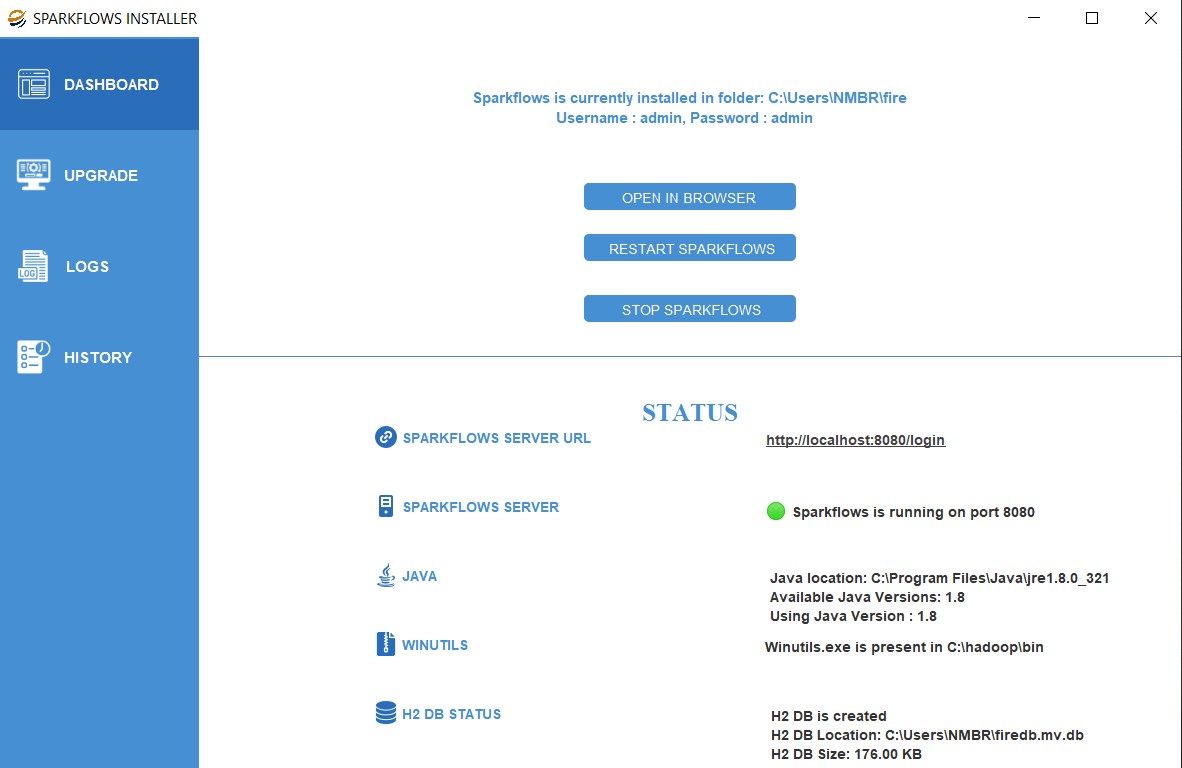 SPARKFLOWS INSTALLER
DASHBOARD
UPGRADE
LOG
LOGS
HISTORY
Sparkflows is currently installed in folder: C:\Users\NMBR\fire
Username : admin, Password : admin
OPEN IN BROWSER
RESTART SPARKFLOWS
STOP SPARKFLOWS
STATUS
SPARKFLOWS SERVER URL
http://localhost:8080/login
SPARKFLOWS SERVER
Sparkflows is running on port 8080
JAVA
Java location: C:\Program Files\Java\jre1.8.0_321
Available Java Versions: 1.8
Using Java Version : 1.8
WINUTILS
Winutils.exe is present in C:\hadoop\bin
H2 DB STATUS
H2 DB is created
H2 DB Location: C:\Users\NMBR\firedb.mv.db
H2 DB Size: 176.00 KB